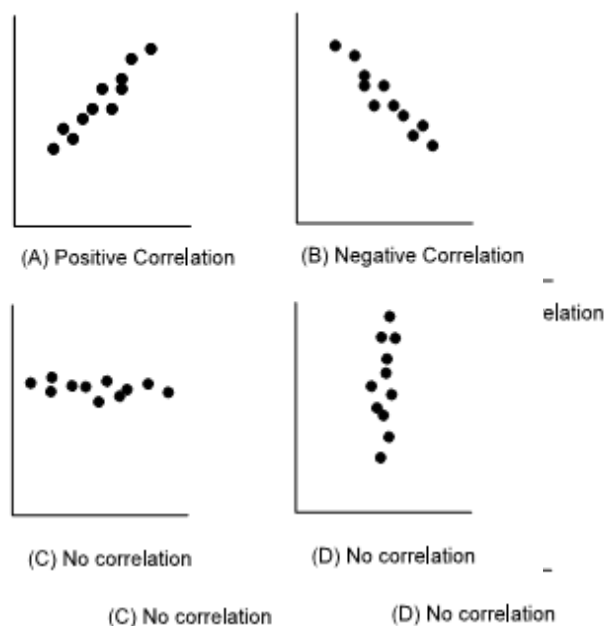 (A) Positive Correlation
(B) Negative Correlation
elation
(C) No correlation
(D) No correlation
(C) No correlation
(D) No correlation